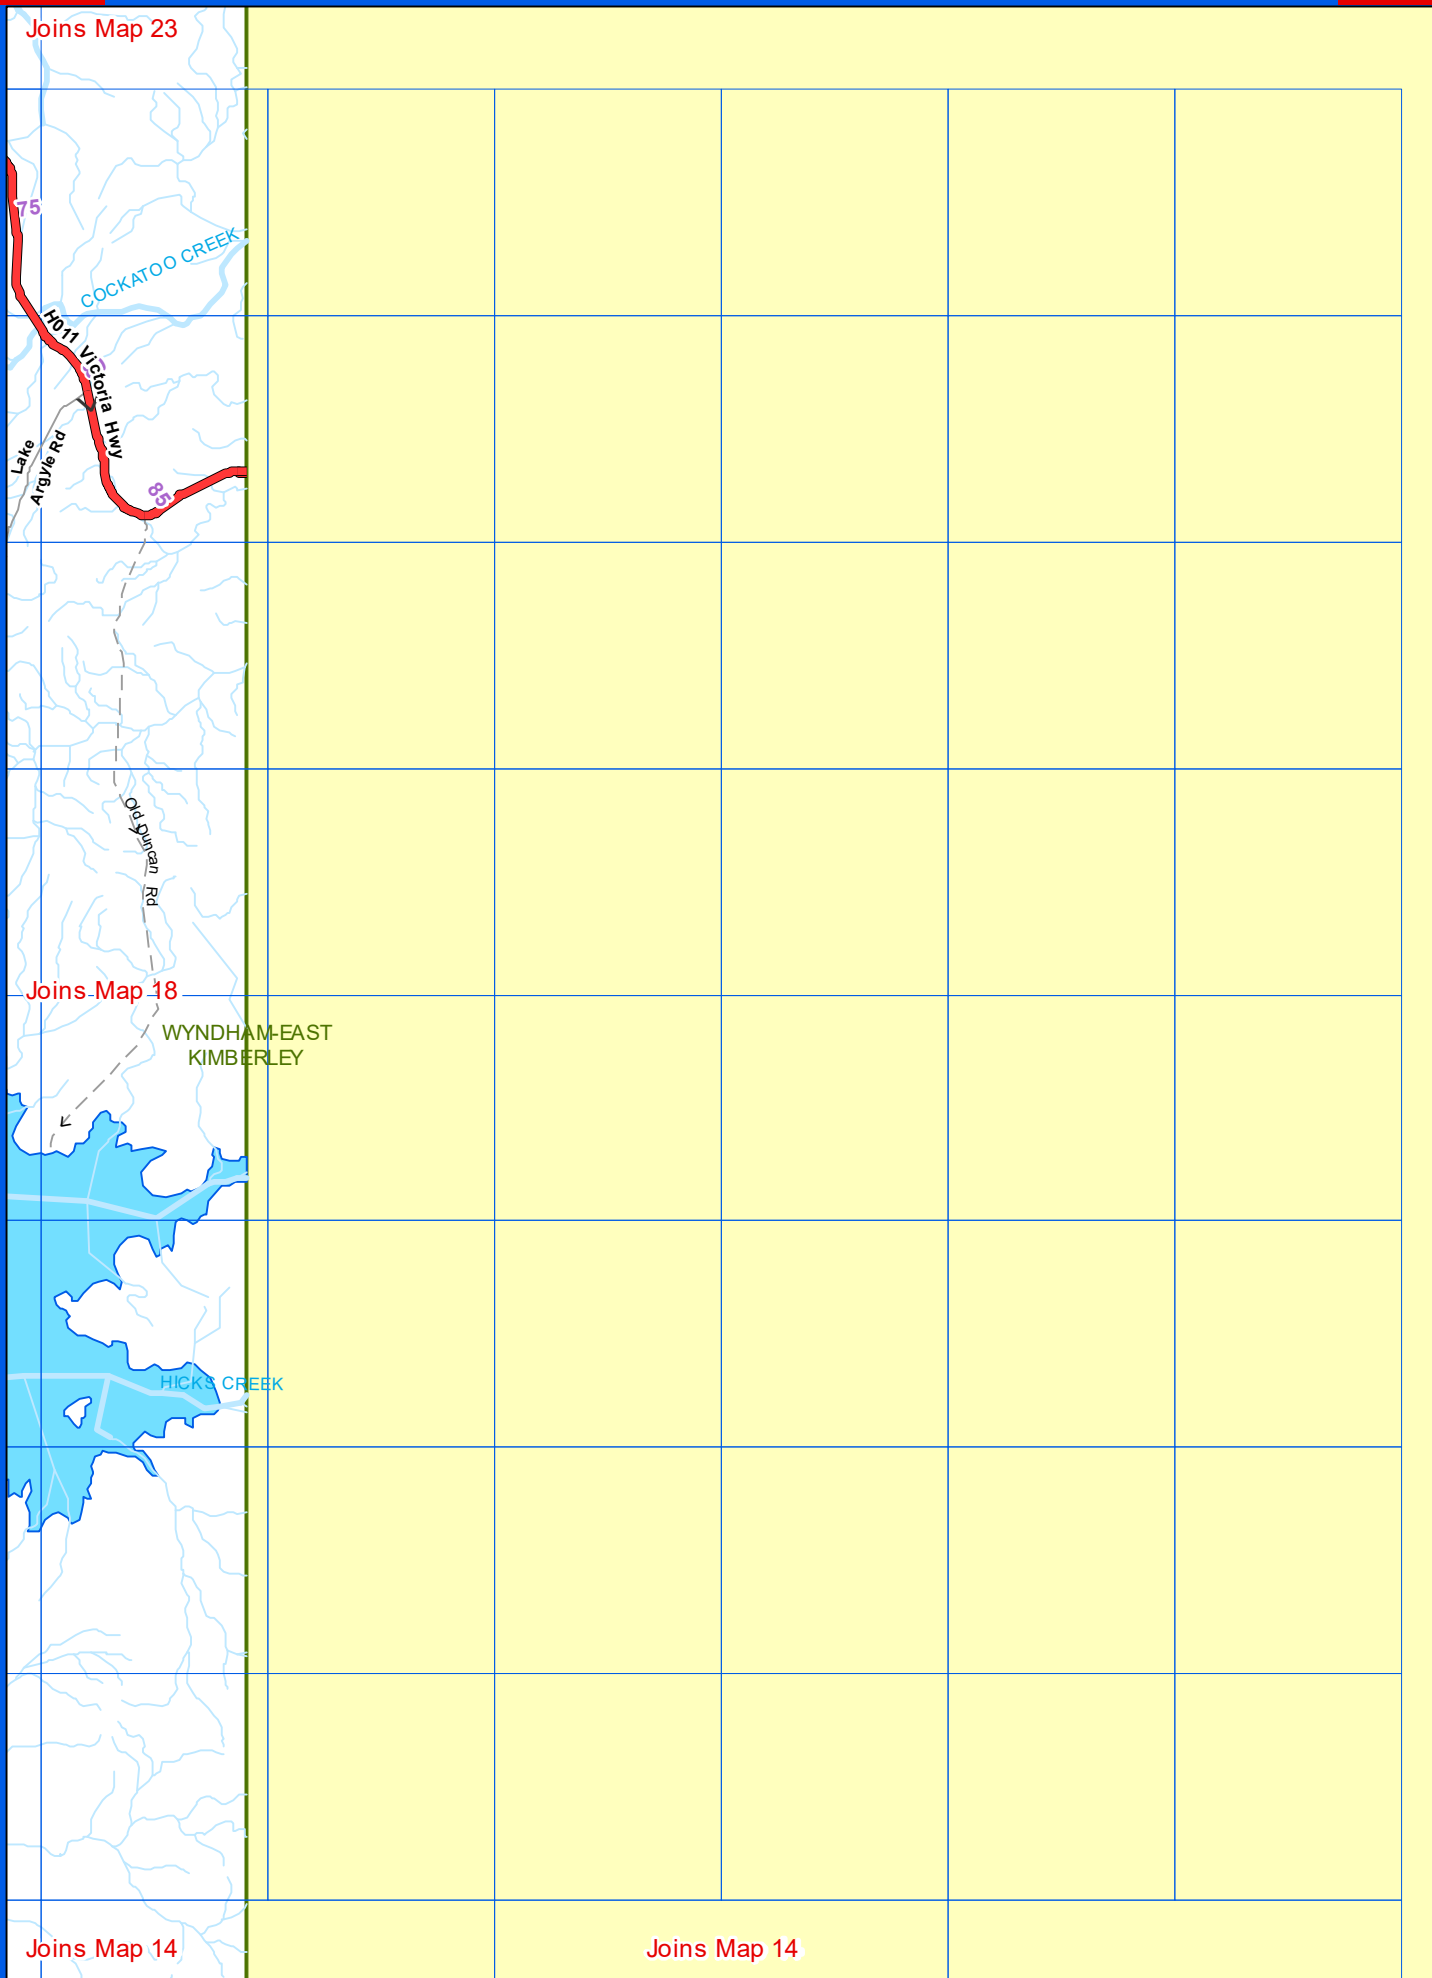 Joins Map 23
75
COCKATOO CREEK
H011 Victoria Hwy
Lake
Argyle Rd
85
Old Duncan Rd
Joins Map 18
WYNDHAM-EAST
KIMBERLEY
HICKS CREEK
Joins Map 14
Joins Map 14